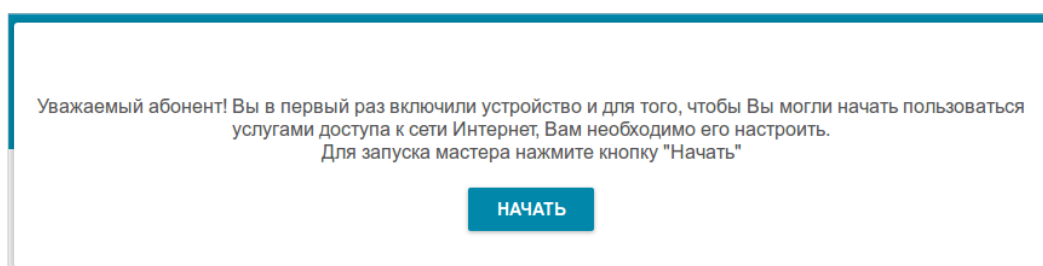 Уважаемый абонент! Вы в первый раз включили устройство и для того, чтобы Вы могли начать пользоваться
услугами доступа к сети Интернет, Вам необходимо его настроить.
Для запуска мастера нажмите кнопку "Начать"
НАЧАТЬ